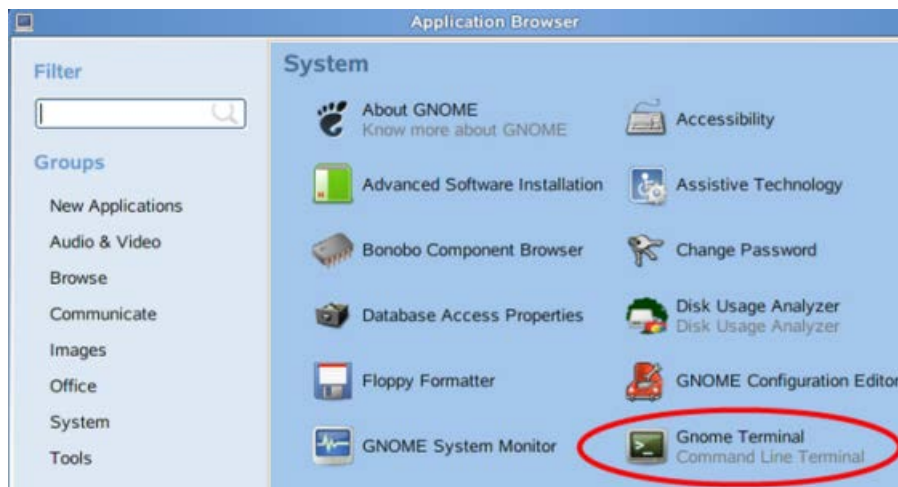 Application Browser
Filter
Groups
New Applications
Audio & Video
Browse
Communicate
Images
Office
System
Tools
System
About GNOME
Know more about GNOME
Accessibility
Advanced Software Installation
Assistive Technology
Bonobo Component Browser
Change Password
Database Access Properties
Disk Usage Analyzer
Disk Usage Analyzer
Floppy Formatter
GNOME Configuration Editor
GNOME System Monitor
Gnome Terminal
Command Line Terminal